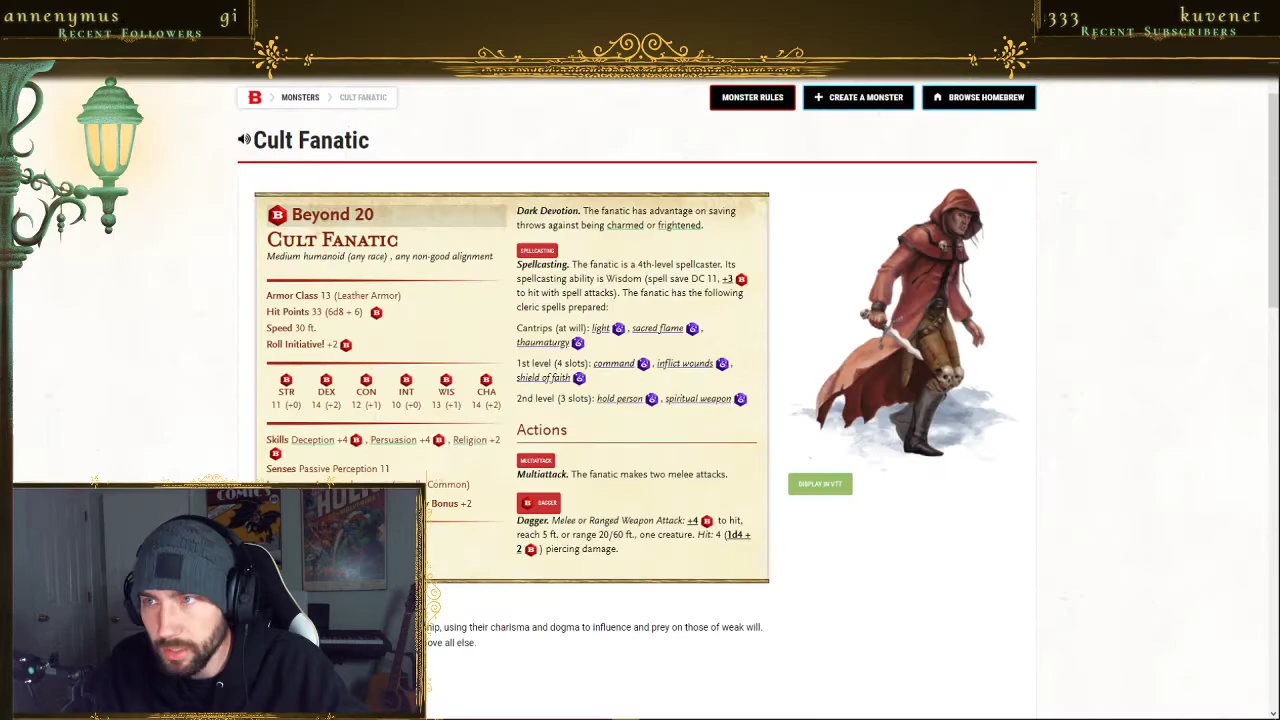 annenymus gi
Recent Followers
333 kuvenet
Recent Subscribers
MONSTERS CULT FANATIC
MONSTER RULES
CREATE A MONSTER
BROWSE HOMEBREW
Cult Fanatic
Beyond 20
Cult Fanatic
Medium humanoid (any race) , any non-good alignment
Armor Class 13 (Leather Armor)
Hit Points 33 (6d8 + 6)
Speed 30 ft.
Roll Initiative! +2
STR DEX CON INT WIS CHA
11 (+0) 14 (+2) 12 (+1) 10 (+0) 13 (+1) 14 (+2)
Skills Deception +4 , Persuasion +4 , Religion +2
Senses Passive Perception 11
Common)
Bonus +2
Dark Devotion. The fanatic has advantage on saving
throws against being charmed or frightened.
SPELLCASTING
Spellcasting. The fanatic is a 4th-level spellcaster. Its
spellcasting ability is Wisdom (spell save DC 11, +3
to hit with spell attacks). The fanatic has the following
cleric spells prepared:
Cantrips (at will): light , sacred flame ,
thaumaturgy
1st level (4 slots): command , inflict wounds ,
shield of faith
2nd level (3 slots): hold person , spiritual weapon
Actions
MULTIATTACK
Multiattack. The fanatic makes two melee attacks.
DAGGER
Dagger. Melee or Ranged Weapon Attack: +4 to hit,
reach 5 ft. or range 20/60 ft., one creature. Hit: 4 (1d4 +
2 ) piercing damage.
DISPLAY IN VTT
hip, using their charisma and dogma to influence and prey on those of weak will.
ove all else.
COMICS